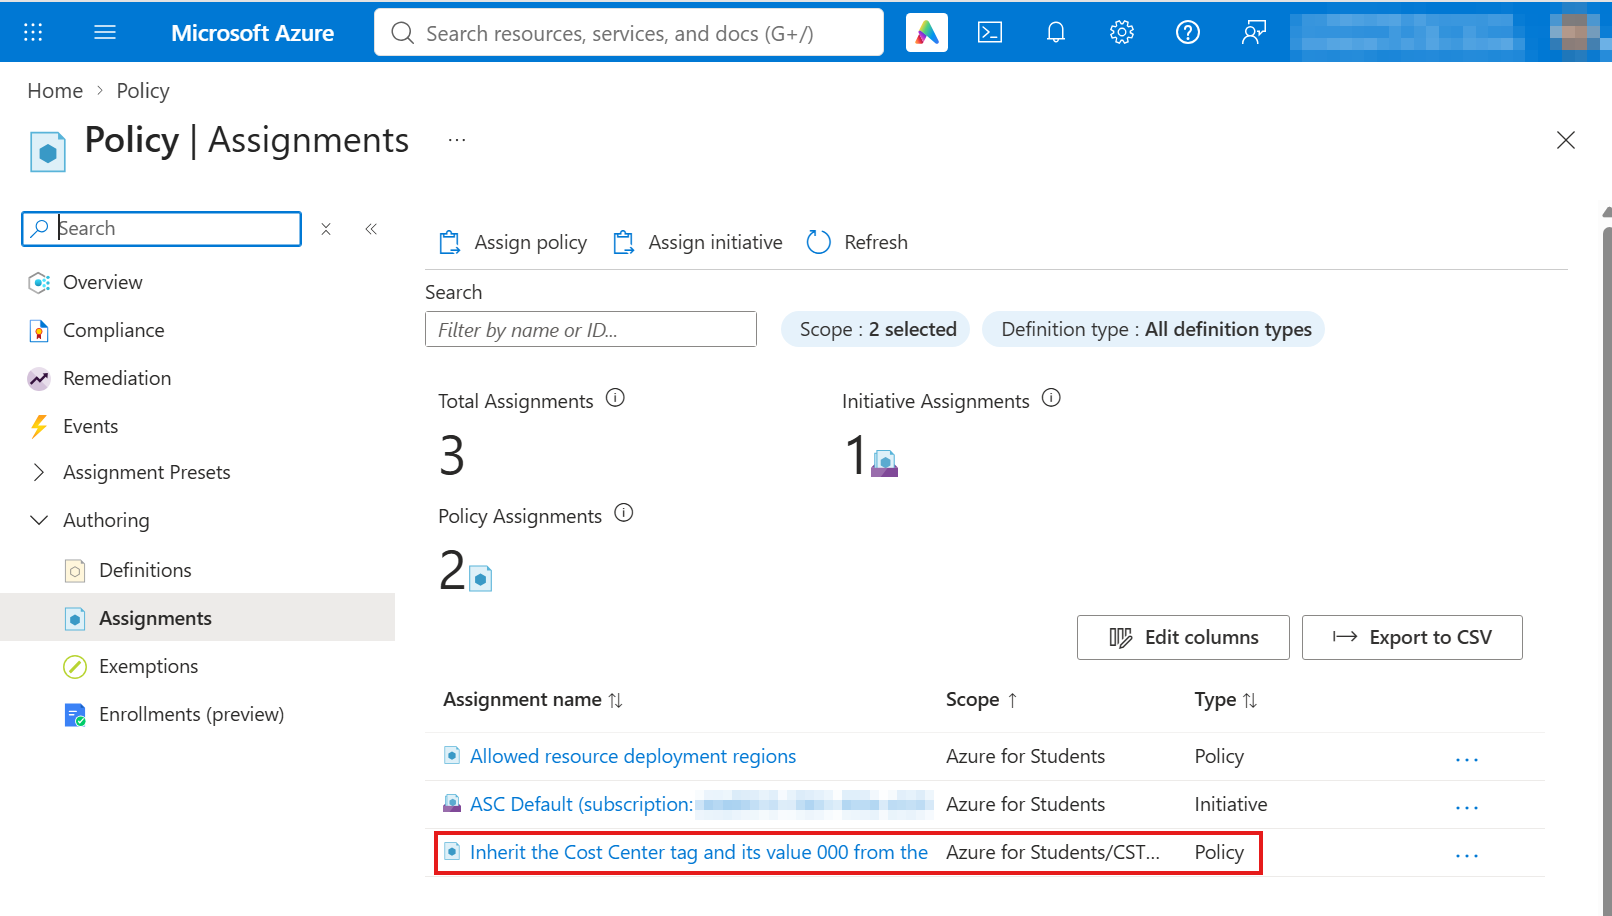 Microsoft Azure
Search resources, services, and docs (G+/)
Home > Policy
Policy | Assignments ...
Search
Overview
Compliance
Remediation
Events
Assignment Presets
Authoring
Definitions
Assignments
Exemptions
Enrollments (preview)
Assign policy Assign initiative Refresh
Search
Filter by name or ID... Scope : 2 selected Definition type : All definition types
Total Assignments Initiative Assignments
3 1
Policy Assignments
2
Edit columns Export to CSV
Assignment name Scope Type
Allowed resource deployment regions Azure for Students Policy ...
ASC Default (subscription: Azure for Students Initiative ...
Inherit the Cost Center tag and its value 000 from the Azure for Students/CST... Policy ...